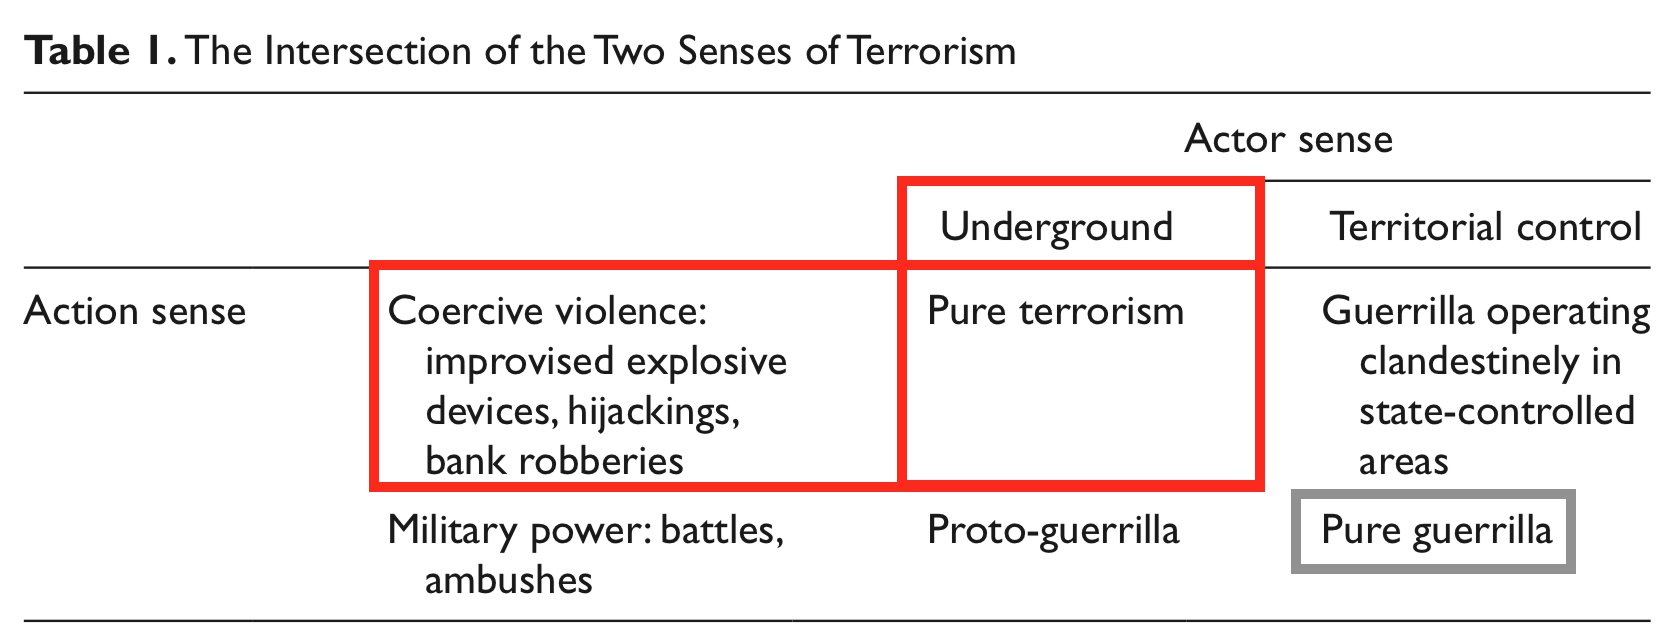 Table 1. The Intersection of the Two Senses of Terrorism
Actor sense
Underground Territorial control
Action sense Coercive violence: Pure terrorism Guerrilla operating
improvised explosive clandestinely in
devices, hijackings, state-controlled
bank robberies areas
Military power: battles, Proto-guerrilla Pure guerrilla
ambushes